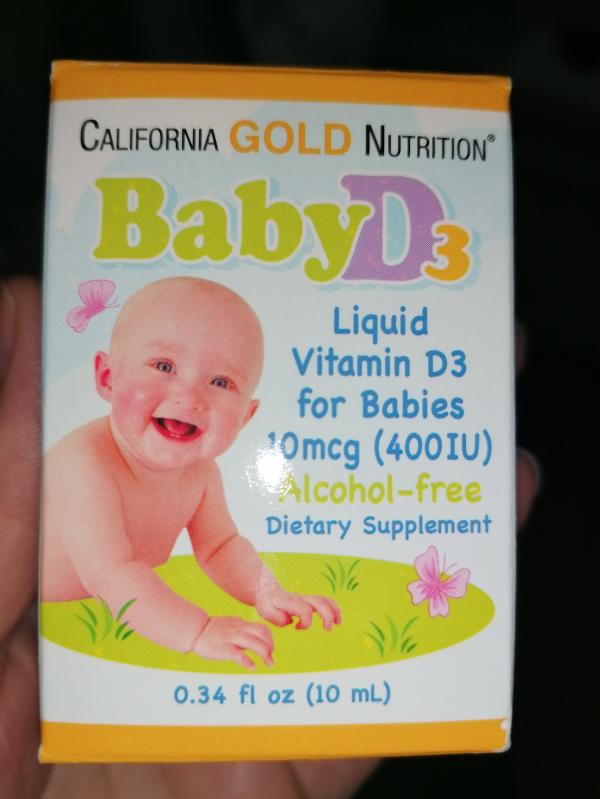 CALIFORNIA GOLD NUTRITION®
BabyD3
Liquid
Vitamin D3
for Babies
10mcg (400IU)
Alcohol-free
Dietary Supplement
0.34 fl oz (10 mL)